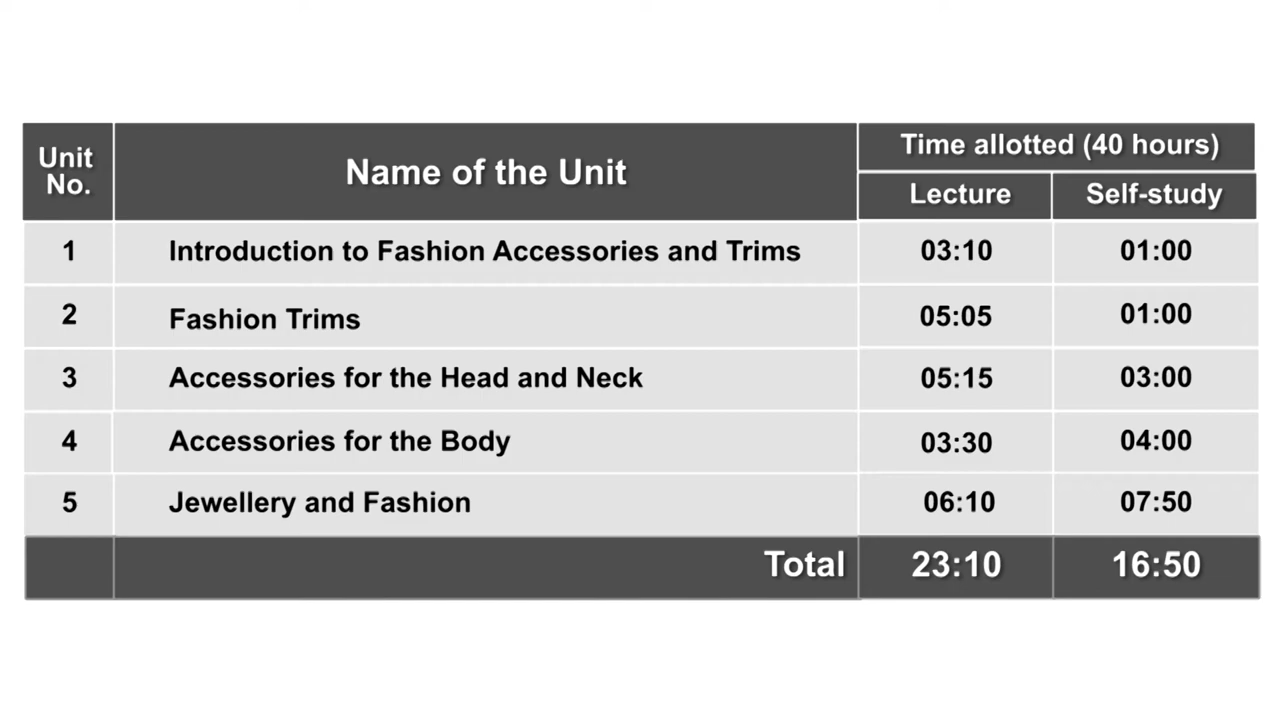 Unit No. Name of the Unit Time allotted (40 hours)
Lecture Self-study
1 Introduction to Fashion Accessories and Trims 03:10 01:00
2 Fashion Trims 05:05 01:00
3 Accessories for the Head and Neck 05:15 03:00
4 Accessories for the Body 03:30 04:00
5 Jewellery and Fashion 06:10 07:50
Total 23:10 16:50